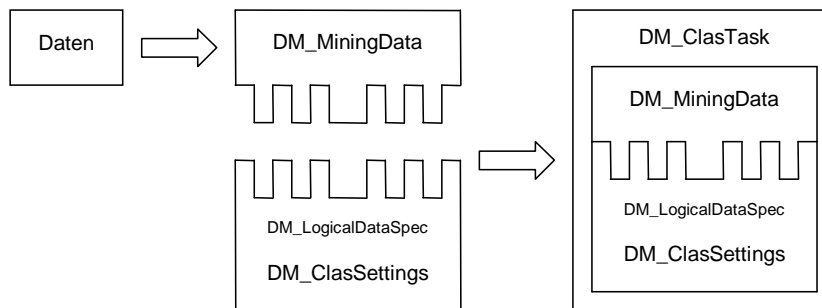 Daten
DM_MiningData
DM_LogicalDataSpec
DM_ClasSettings
DM_ClasTask
DM_MiningData
DM_LogicalDataSpec
DM_ClasSettings